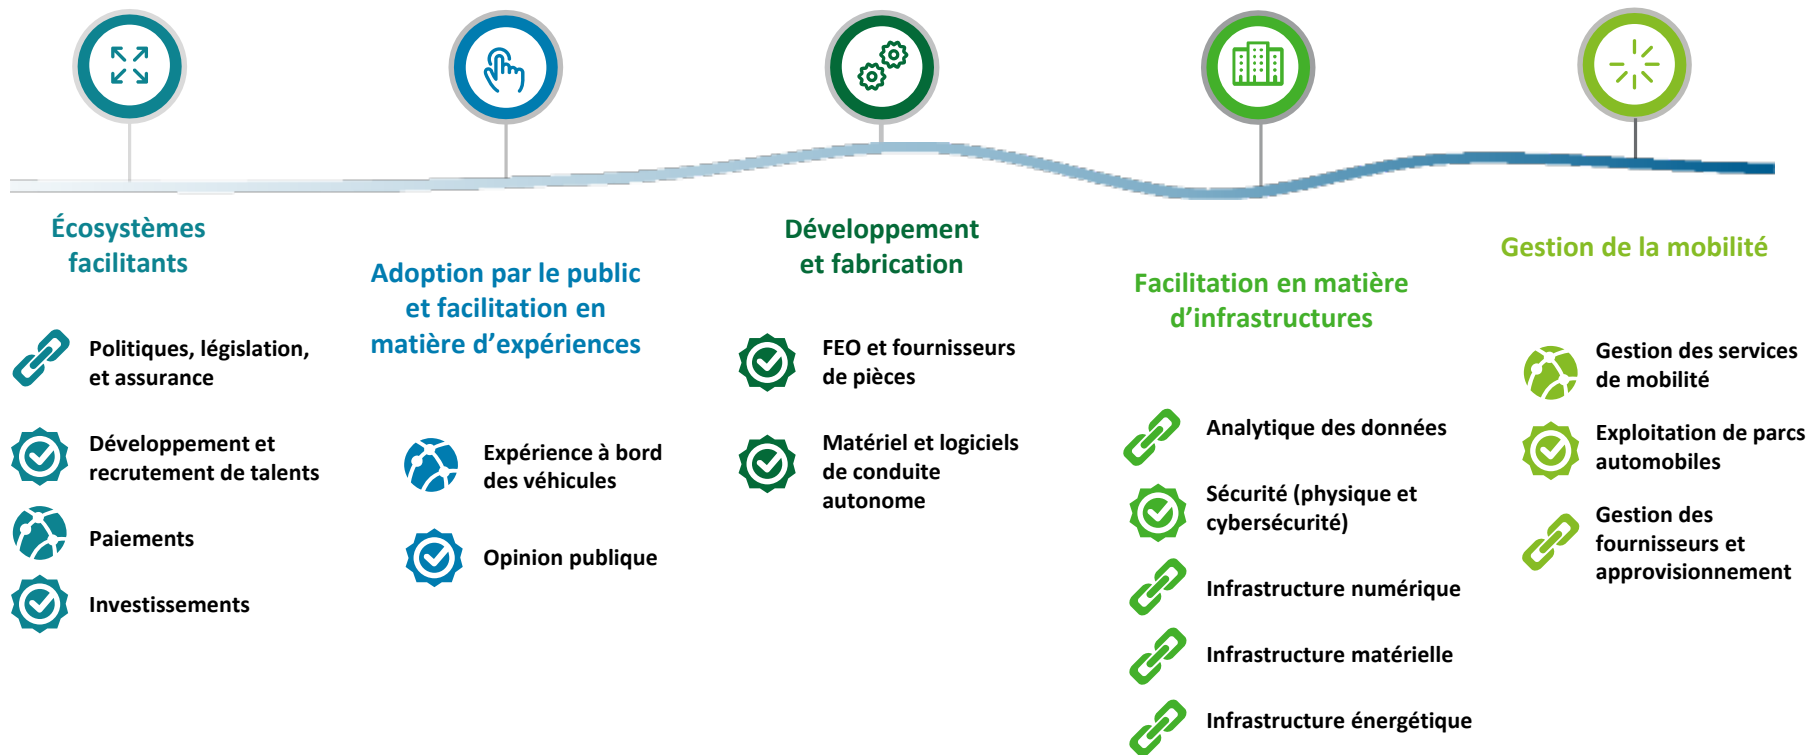 Écosystèmes
facilitants
Politiques, législation,
et assurance
Développement et
recrutement de talents
Paiements
Investissements
Adoption par le public
et facilitation en
matière d’expériences
Expérience à bord
des véhicules
Opinion publique
Développement
et fabrication
FEO et fournisseurs
de pièces
Matériel et logiciels
de conduite
autonome
Facilitation en matière
d’infrastructures
Analytique des données
Sécurité (physique et
cybersécurité)
Infrastructure numérique
Infrastructure matérielle
Infrastructure énergétique
Gestion de la mobilité
Gestion des services
de mobilité
Exploitation de parcs
automobiles
Gestion des
fournisseurs et
approvisionnement